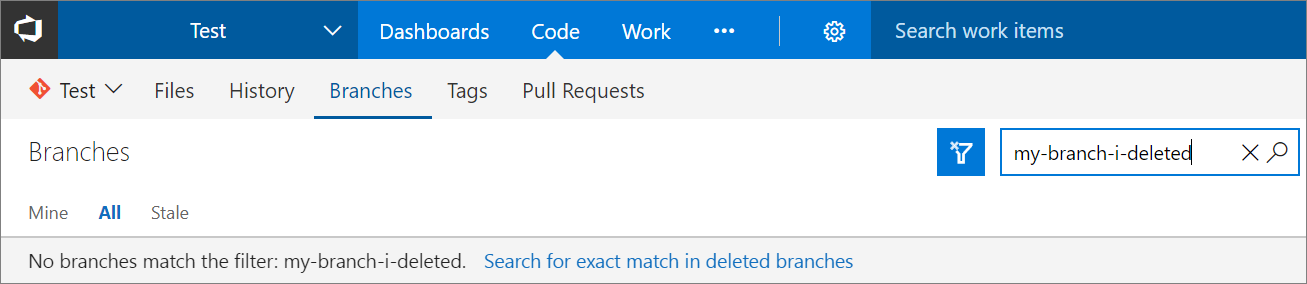 Test Dashboards Code Work ••• Search work items
Test Files History Branches Tags Pull Requests
Branches my-branch-i-deleted
Mine All Stale
No branches match the filter: my-branch-i-deleted. Search for exact match in deleted branches